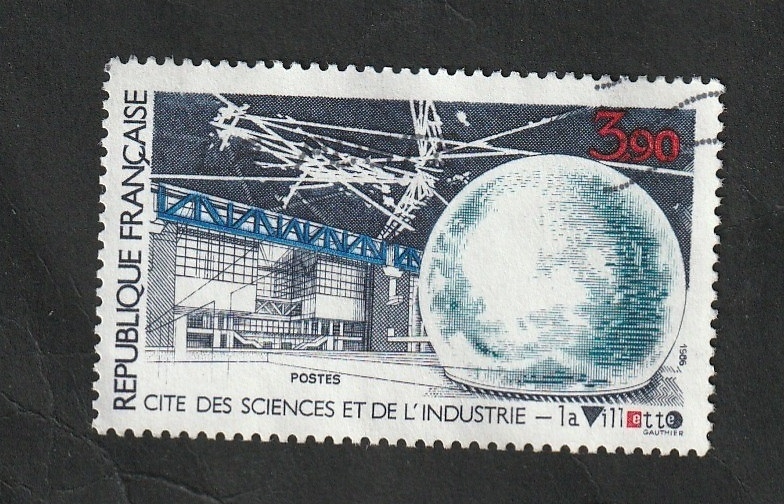 REPUBLIQUE FRANÇAISE
3,90
1986
POSTES
CITE DES SCIENCES ET DE L'INDUSTRIE – la Villette
GAUTHIER